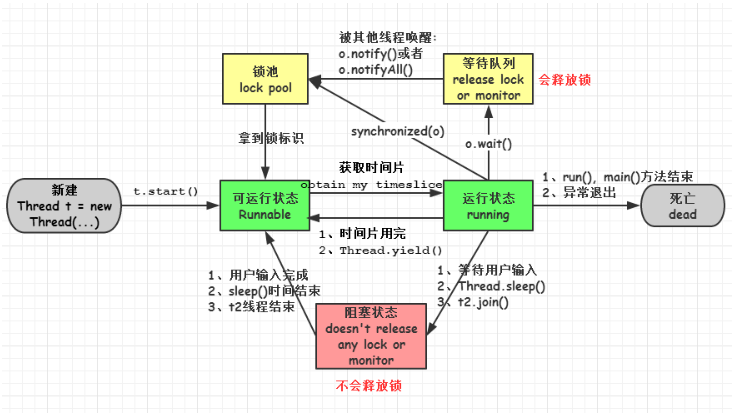 被其他线程唤醒:
o.notify()或者
o.notifyAll()
锁池
lock pool
等待队列
release lock
or monitor
会释放锁
synchronized(o)
o.wait()
拿到锁标识
新建
Thread t = new
Thread(...)
t.start()
可运行状态
Runnable
获取时间片
obtain my timeslice
运行状态
running
1、run(), main()方法结束
2、异常退出
死亡
dead
1、时间片用完
2、Thread.yield()
1、用户输入完成
2、sleep()时间结束
3、t2线程结束
1、等待用户输入
2、Thread.sleep()
3、t2.join()
阻塞状态
doesn't release
any lock or
monitor
不会释放锁